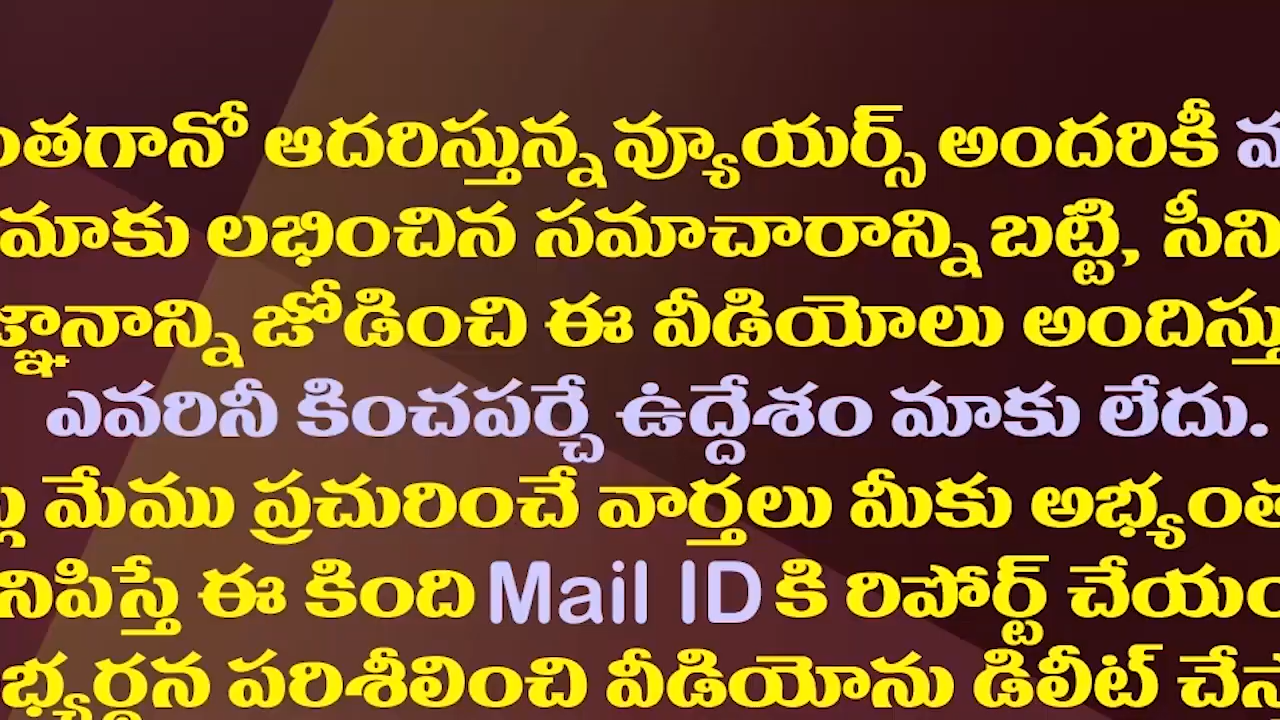 ంతగానో ఆదరిస్తున్న వ్యూయర్స్ అందరికీ
మాకు లభించిన సమాచారాన్ని బట్టి, సీని
జ్ఞానాన్ని జోడించి ఈ వీడియోలు అందిస్తు
ఎవరినీ కించపర్చే ఉద్దేశం మాకు లేదు.
మేము ప్రచురించే వార్తలు మీకు అభ్యంత
నిపిస్తే ఈ కింది Mail ID కి రిపోర్ట్ చేయం
భ్యర్థన పరిశీలించి వీడియోను డిలీట్ చేస